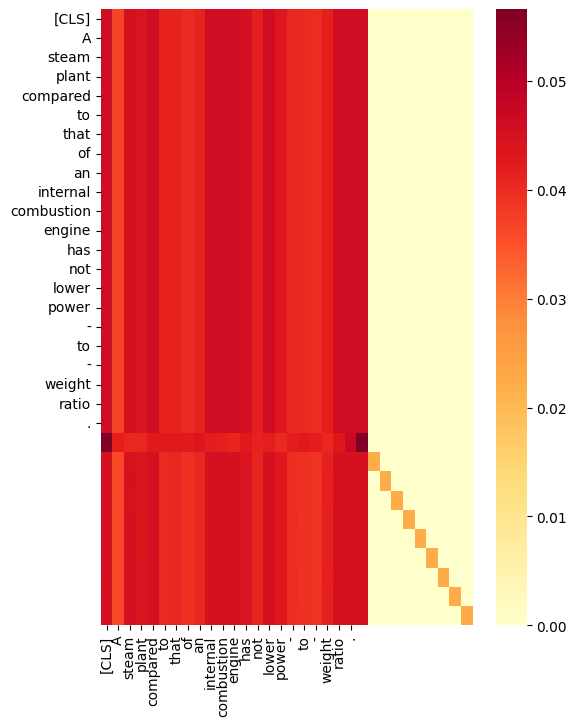 [CLS]
A
steam
plant
compared
to
that
of
an
internal
combustion
engine
has
not
lower
power
-
to
-
weight
ratio
.
0.05
0.04
0.03
0.02
0.01
0.00
[CLS]
A
steam
plant
compared
to
that
of
an
internal
combustion
engine
has
not
lower
power
-
to
-
weight
ratio
.